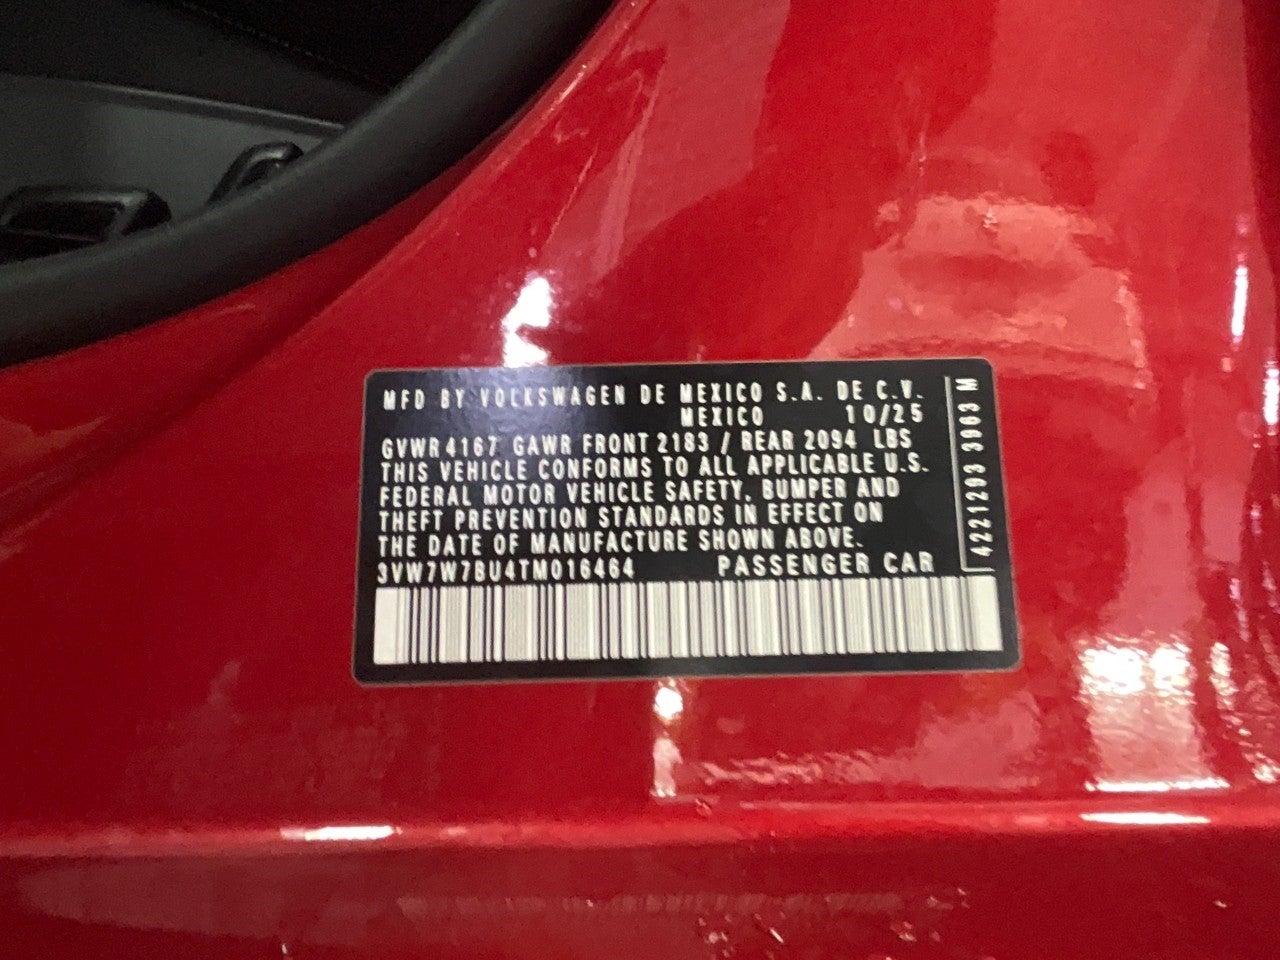 MFD BY VOLKSWAGEN DE MEXICO S.A. DE C.V.
MEXICO 10/25
GVWR 4167 GAWR FRONT 2183 / REAR 2094 LBS
THIS VEHICLE CONFORMS TO ALL APPLICABLE U.S.
FEDERAL MOTOR VEHICLE SAFETY, BUMPER AND
THEFT PREVENTION STANDARDS IN EFFECT ON
THE DATE OF MANUFACTURE SHOWN ABOVE.
3VW7W7BU4TM016464 PASSENGER CAR
4221293 3963 M